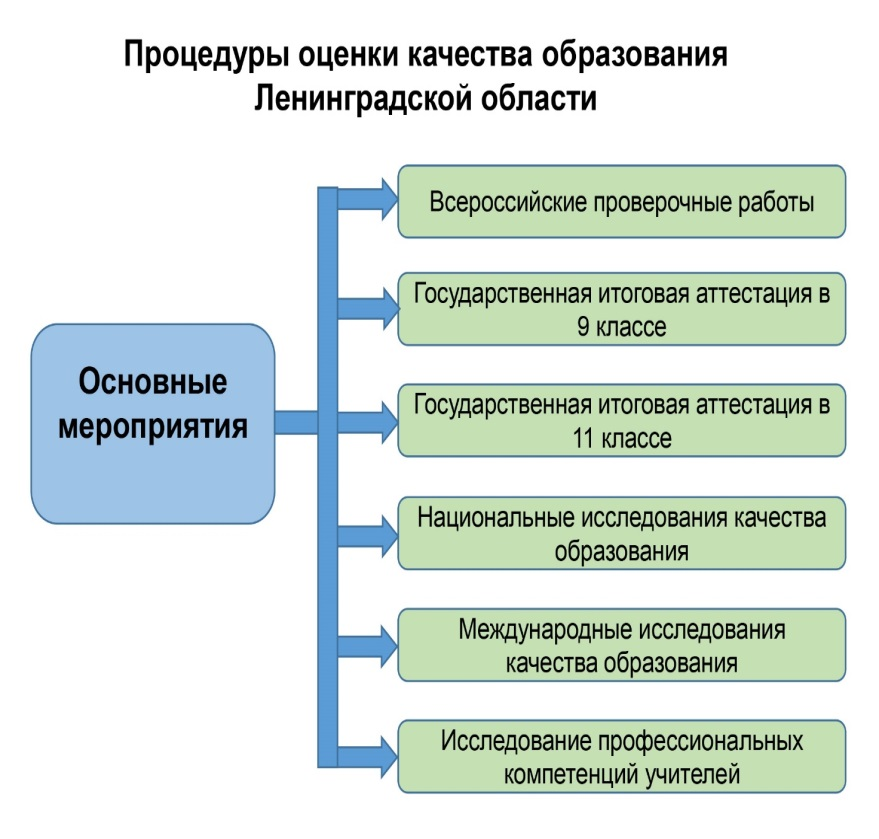 Процедуры оценки качества образования
Ленинградской области
Основные
мероприятия
Всероссийские проверочные работы
Государственная итоговая аттестация в
9 классе
Государственная итоговая аттестация в
11 классе
Национальные исследования качества
образования
Международные исследования
качества образования
Исследование профессиональных
компетенций учителей